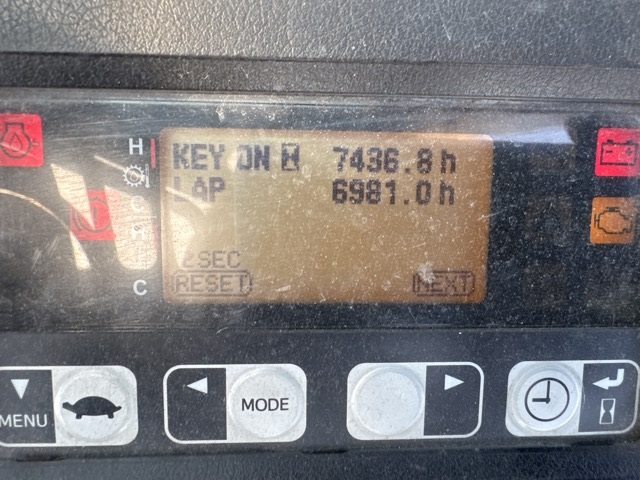 H
KEY ON H 7436.8 h
LAP 6981.0 h
2SEC
RESET NEXT
C
MENU
MODE